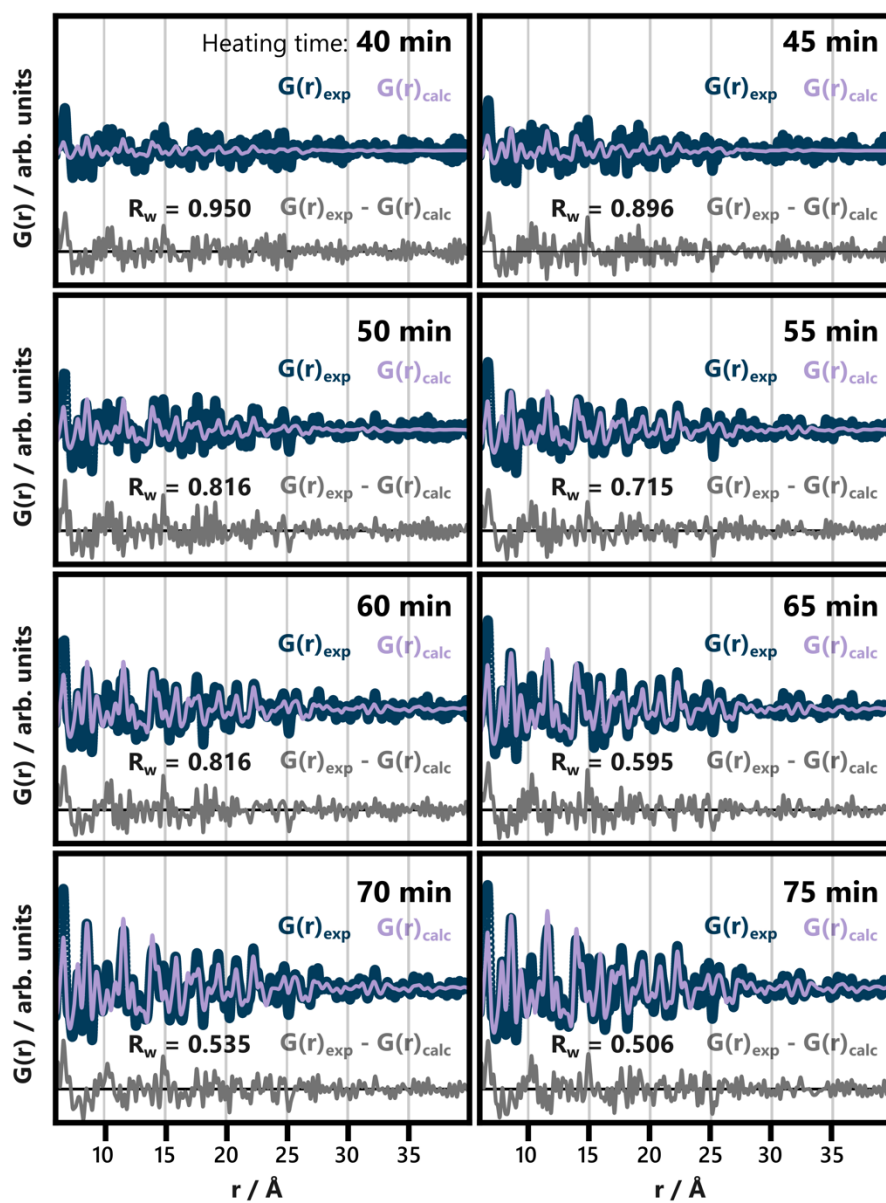 Heating time: 40 min
G(r)exp G(r)calc
Rw = 0.950 G(r)exp - G(r)calc
G(r) / arb. units
45 min
G(r)exp G(r)calc
Rw = 0.896 G(r)exp - G(r)calc
50 min
G(r)exp G(r)calc
Rw = 0.816 G(r)exp - G(r)calc
G(r) / arb. units
55 min
G(r)exp G(r)calc
Rw = 0.715 G(r)exp - G(r)calc
60 min
G(r)exp G(r)calc
Rw = 0.816 G(r)exp - G(r)calc
G(r) / arb. units
65 min
G(r)exp G(r)calc
Rw = 0.595 G(r)exp - G(r)calc
70 min
G(r)exp G(r)calc
Rw = 0.535 G(r)exp - G(r)calc
G(r) / arb. units
75 min
G(r)exp G(r)calc
Rw = 0.506 G(r)exp - G(r)calc
10 15 20 25 30 35
10 15 20 25 30 35
r / Å
r / Å